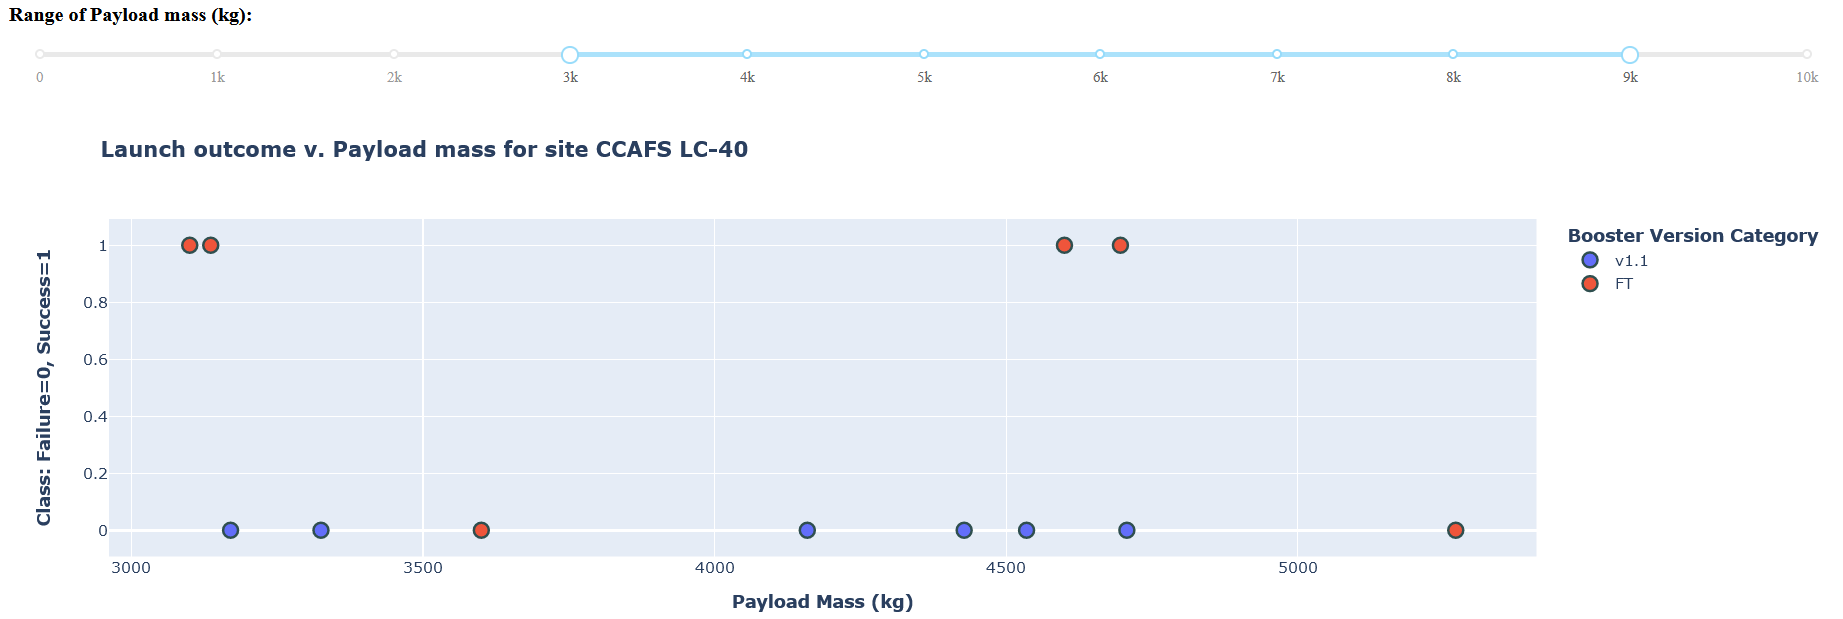 Range of Payload mass (kg):
0 1k 2k 3k 4k 5k 6k 7k 8k 9k 10k
Launch outcome v. Payload mass for site CCAFS LC-40
Class: Failure=0, Success=1
1
0.8
0.6
0.4
0.2
0
3000 3500 4000 4500 5000
Payload Mass (kg)
Booster Version Category
v1.1
FT